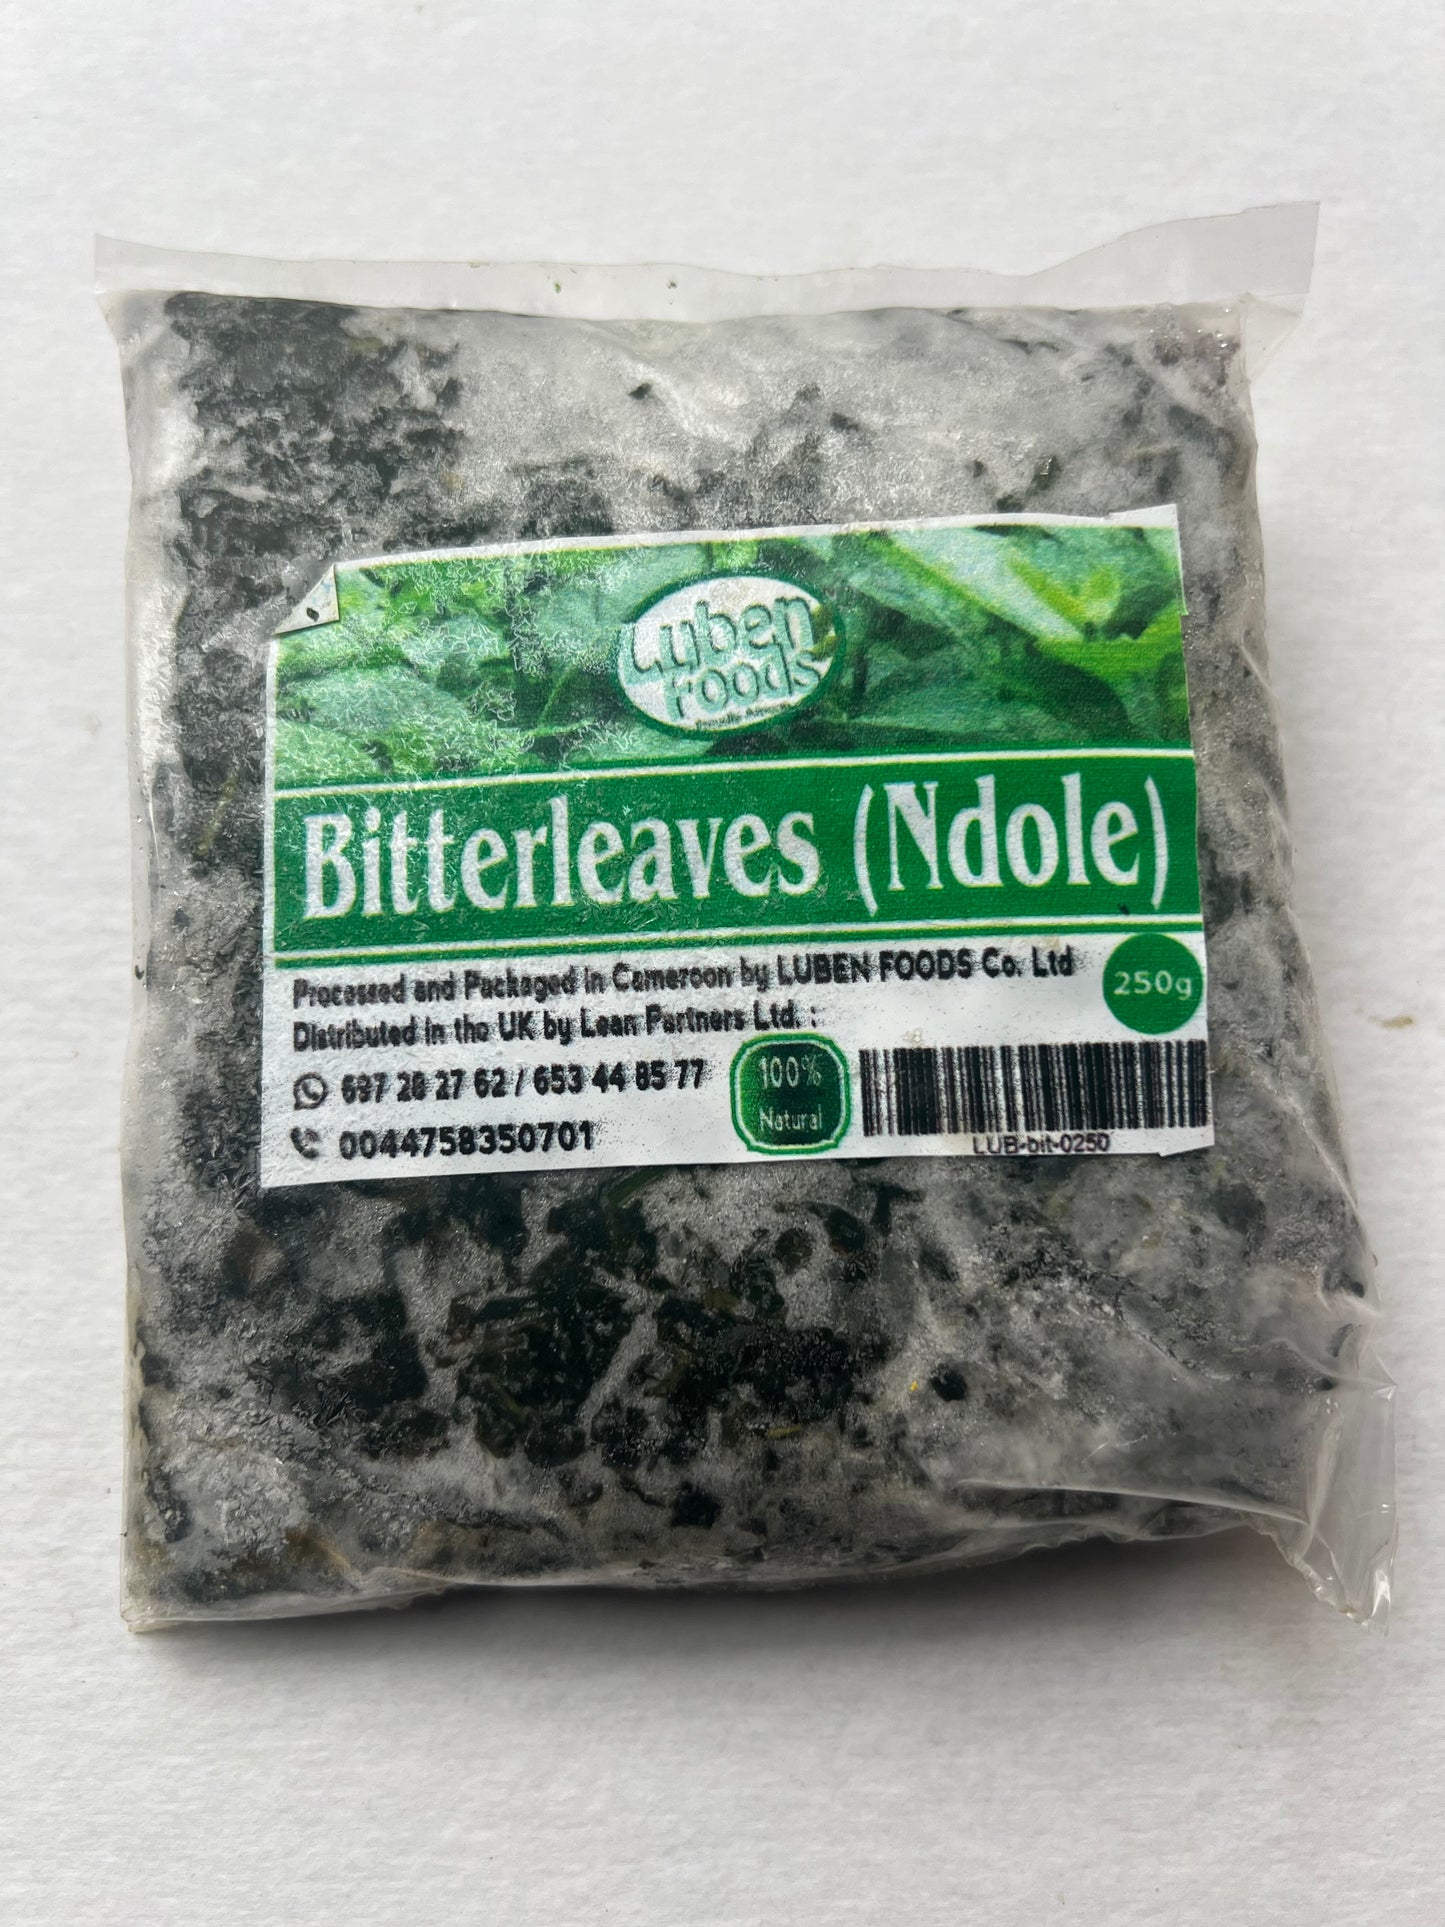 Luben
Foods
Bitterleaves (Ndole)
Processed and Packaged in Cameroon by LUBEN FOODS Co. Ltd
250g
Distributed in the UK by Lean Partners Ltd. :
28 27 62 / 653 44 85 77
0044758350701
100%
Natural
LUB-bit-0250